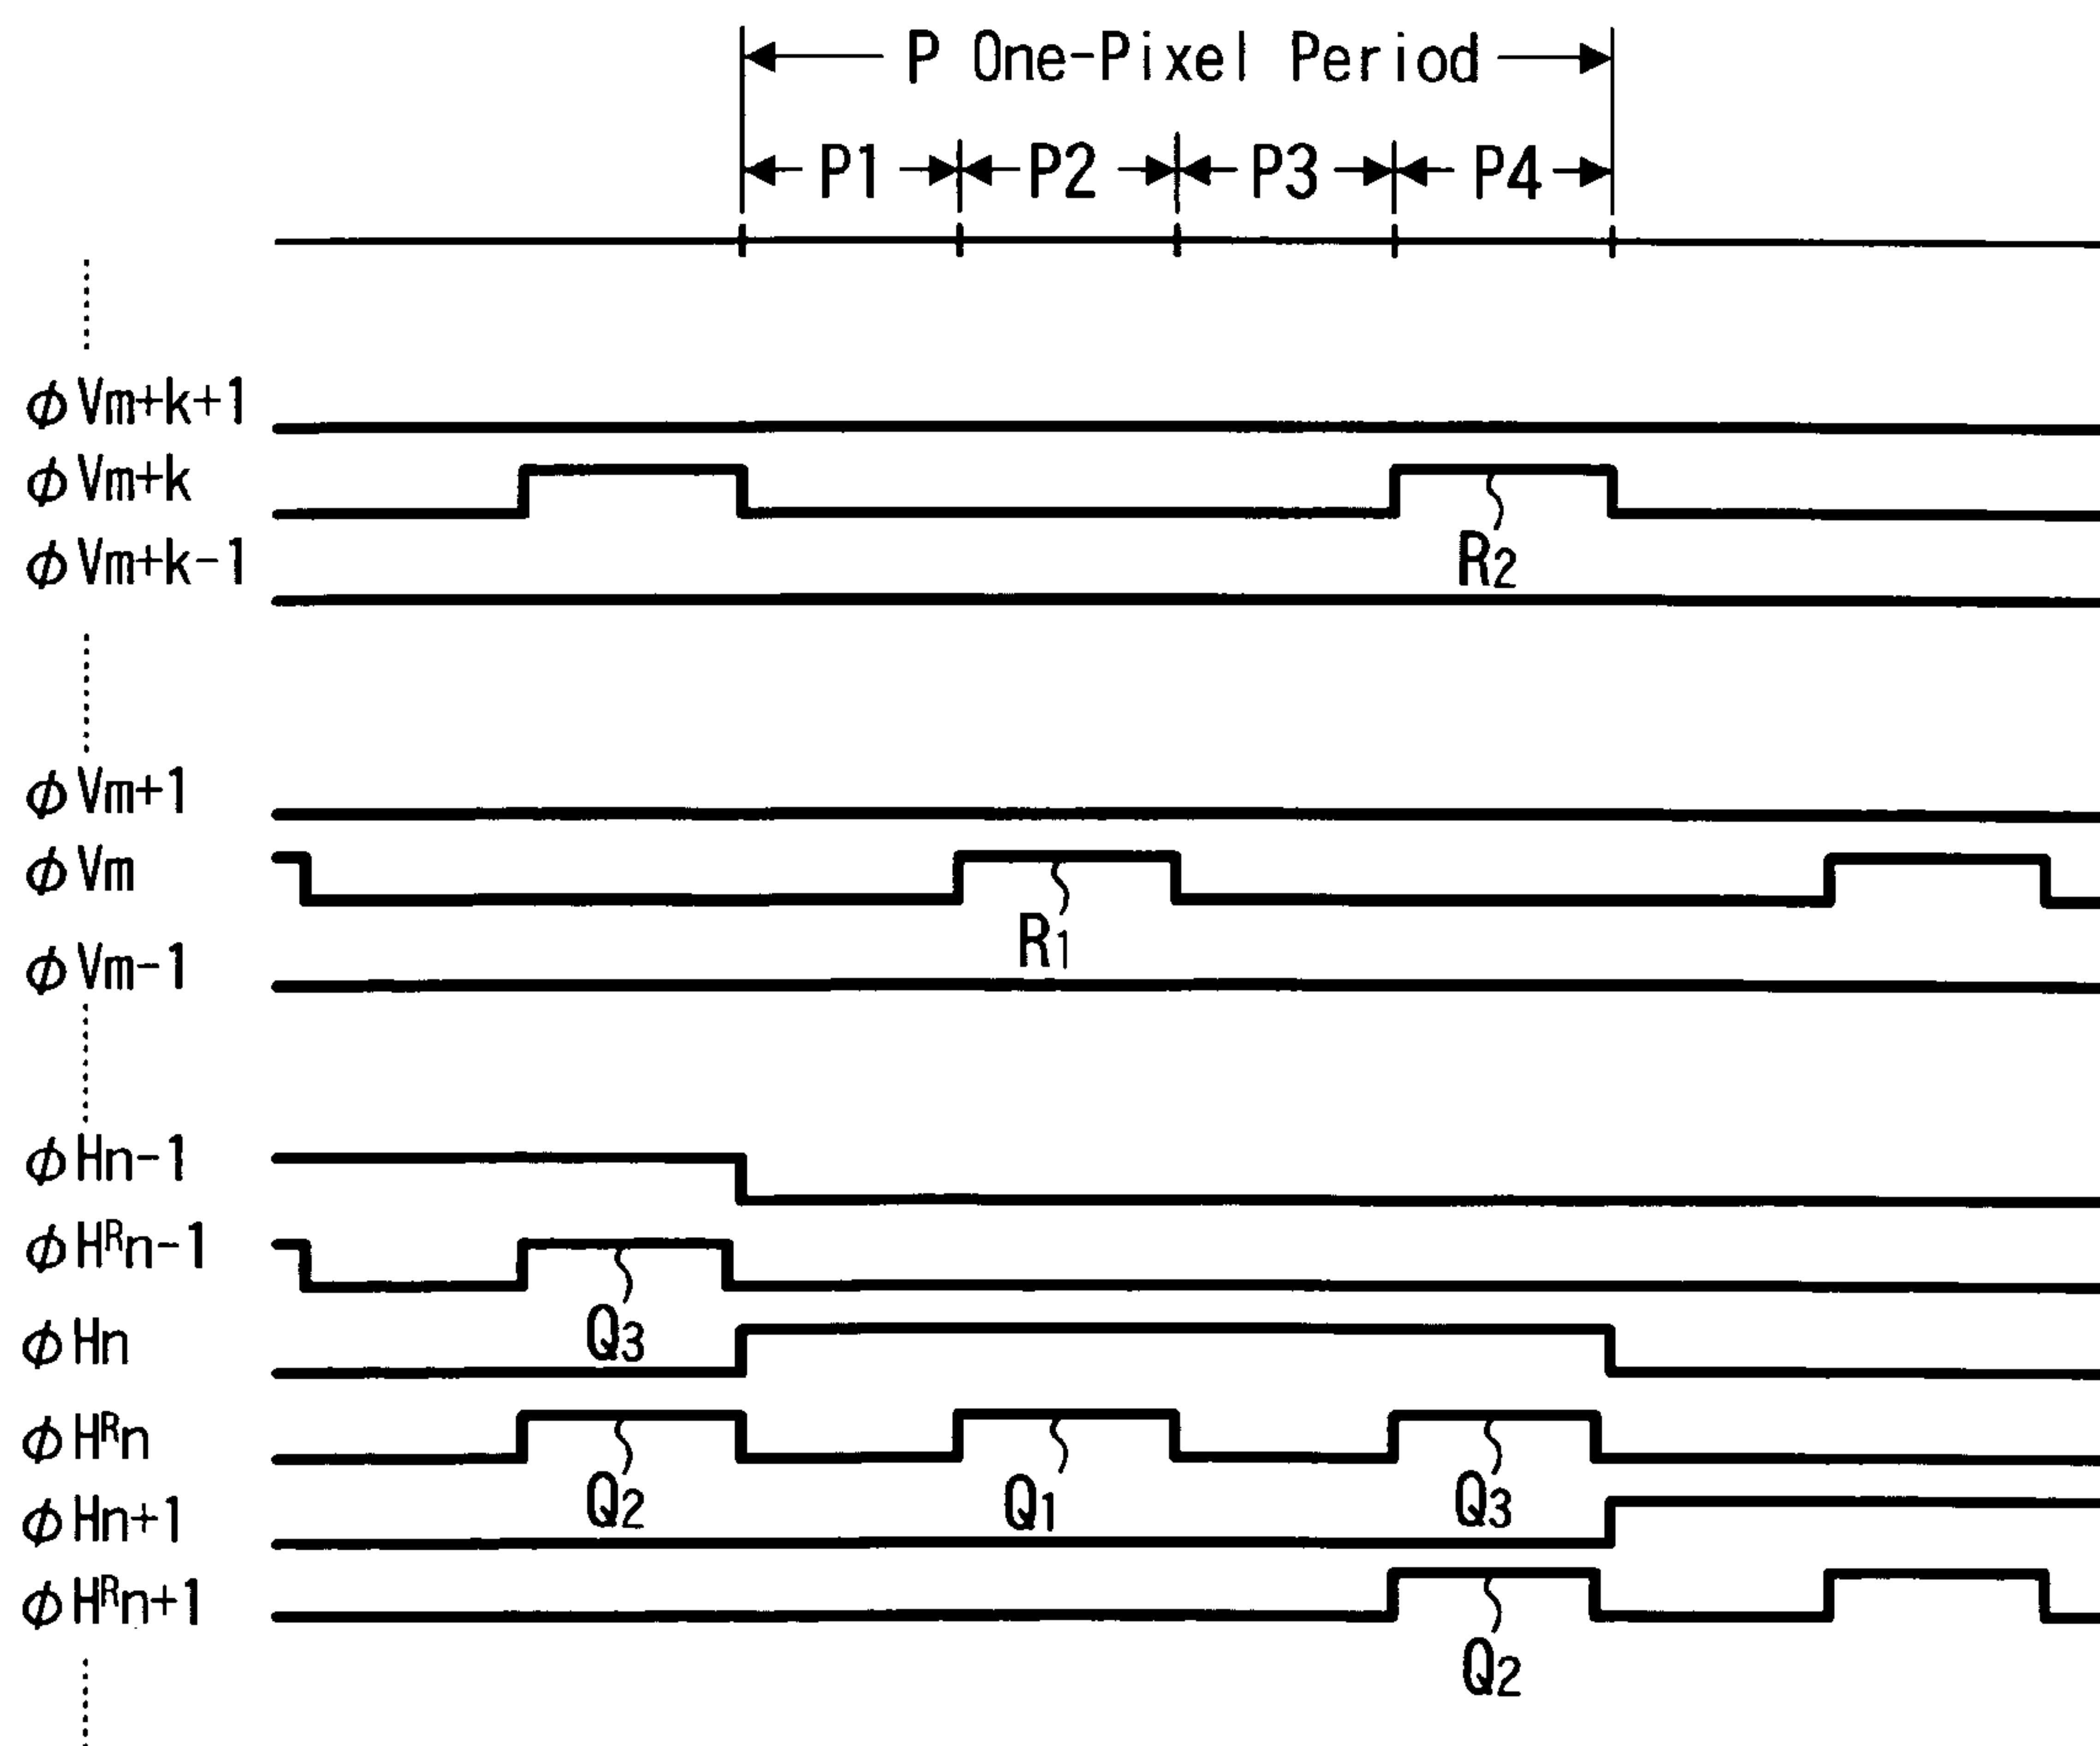 P One-Pixel Period
P1 P2 P3 P4
φVm+k+1
φVm+k
R2
φVm+k-1
φVm+1
φVm
R1
φVm-1
φHn-1
φHᴿn-1
Q3
φHn
φHᴿn
Q2 Q1 Q3
φHn+1
φHᴿn+1
Q2